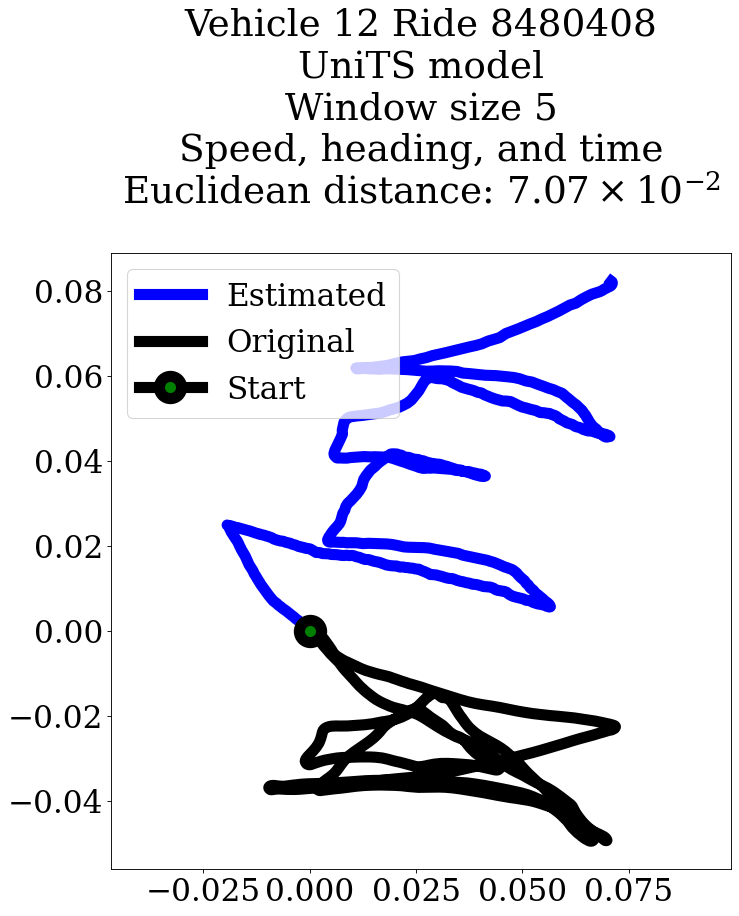 Vehicle 12 Ride 8480408
UniTS model
Window size 5
Speed, heading, and time
Euclidean distance: 7.07 × 10⁻²
Estimated
Original
Start
0.08
0.06
0.04
0.02
0.00
−0.02
−0.04
−0.025 0.000 0.025 0.050 0.075